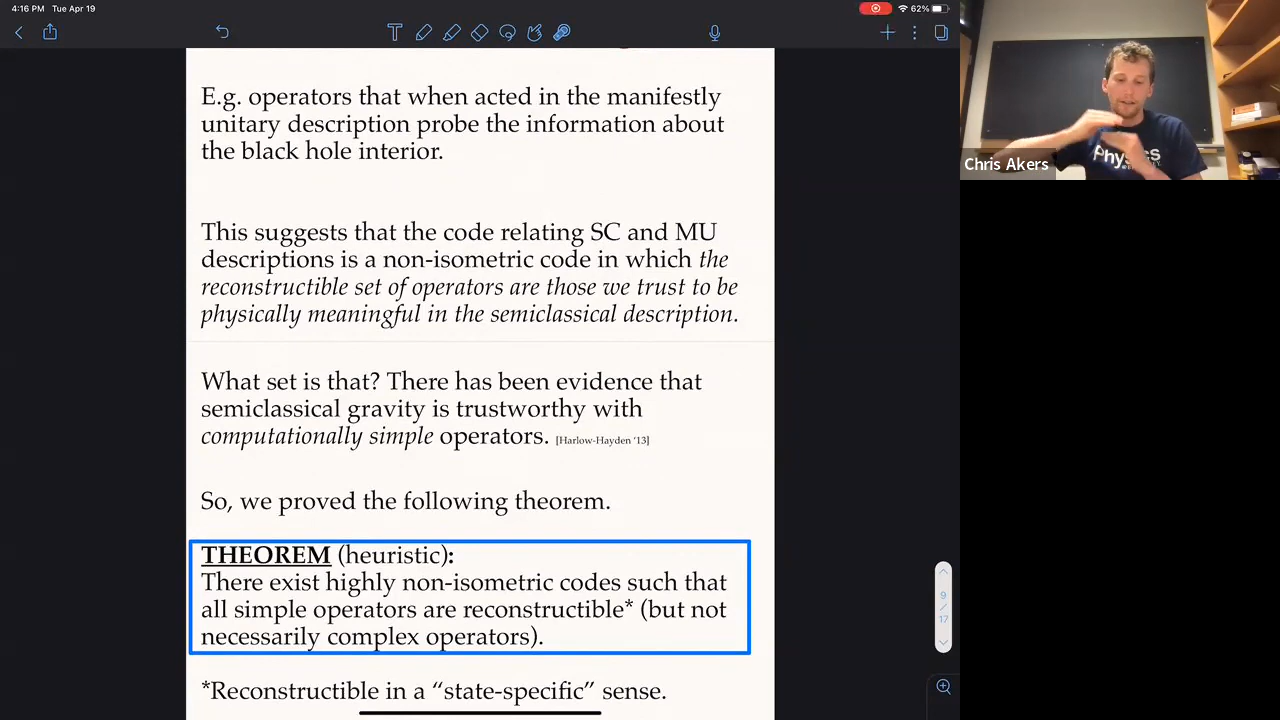 4:16 PM Tue Apr 19
62%
E.g. operators that when acted in the manifestly
unitary description probe the information about
the black hole interior.
This suggests that the code relating SC and MU
descriptions is a non-isometric code in which the
reconstructible set of operators are those we trust to be
physically meaningful in the semiclassical description.
What set is that? There has been evidence that
semiclassical gravity is trustworthy with
computationally simple operators. [Harlow-Hayden '13]
So, we proved the following theorem.
THEOREM (heuristic):
There exist highly non-isometric codes such that
all simple operators are reconstructible* (but not
necessarily complex operators).
*Reconstructible in a “state-specific” sense.
9
/
17
Chris Akers
Physics